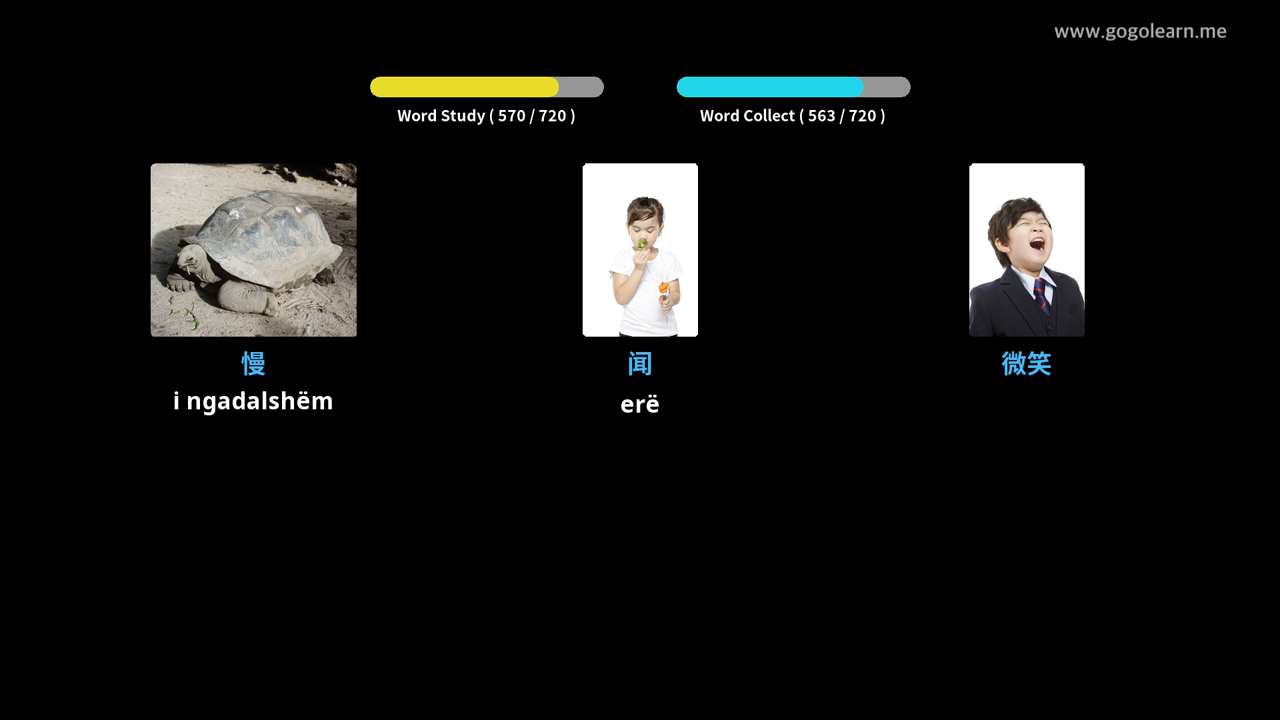 www.gogolearn.me
Word Study ( 570 / 720 )
Word Collect ( 563 / 720 )
慢
闻
微笑
i ngadalshëm
erë